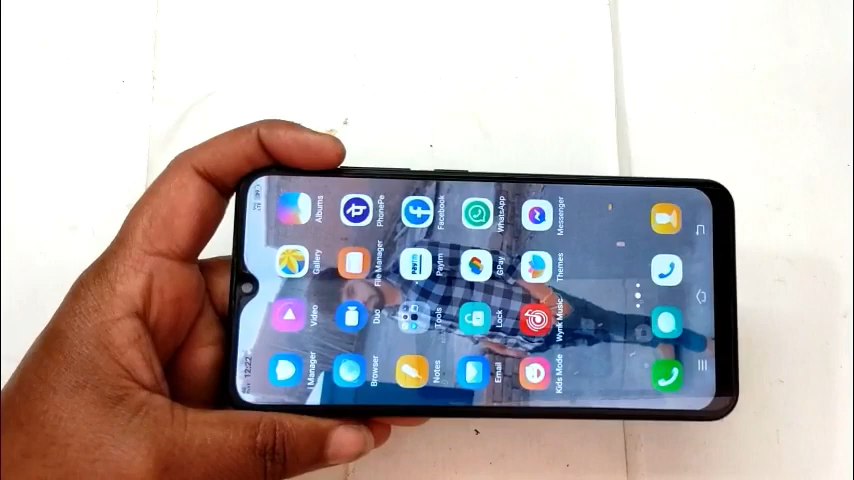 12:22
i Manager Video Gallery Albums
Browser Duo File Manager PhonePe
Notes Tools Paytm Facebook
Email Lock GPay WhatsApp
Kids Mode Wynk Music Themes Messenger